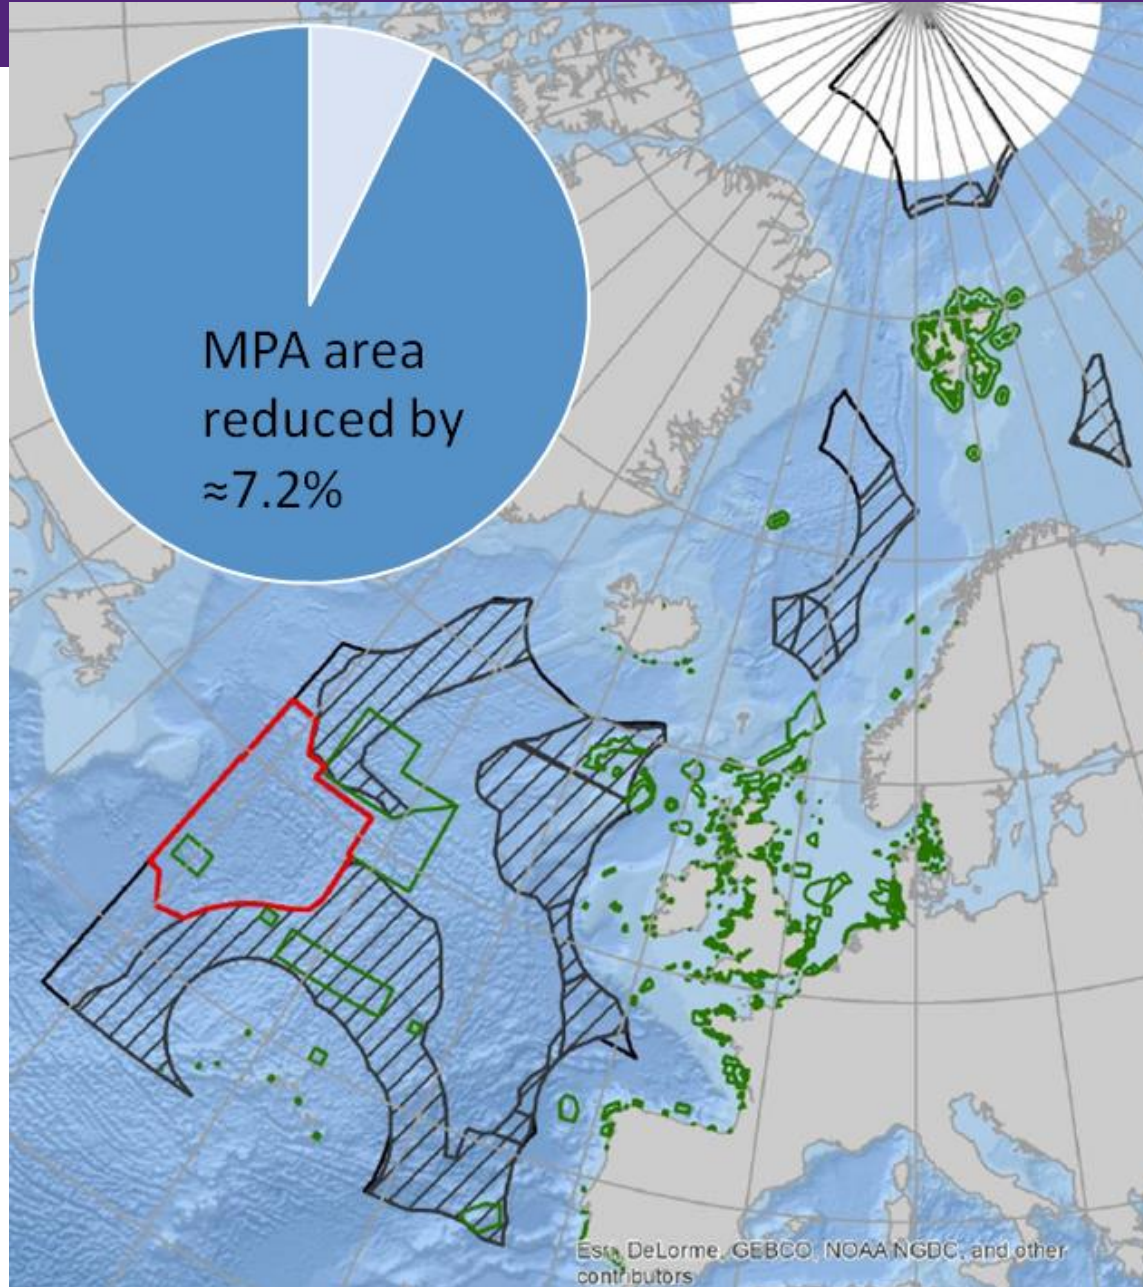 MPA area
reduced by
≈7.2%
Esri, DeLorme, GEBCO, NOAA NGDC, and other
contributors